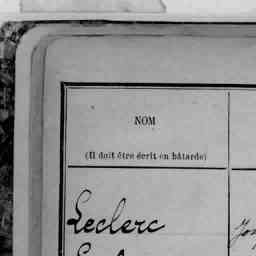 NOM
(Il doit être écrit en bâtarde)
Leclerc